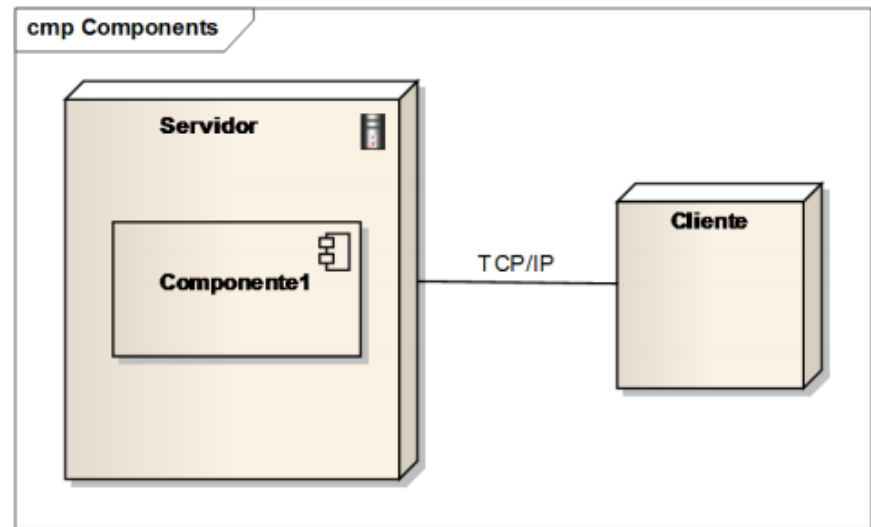 cmp Components
Servidor
Componente1
TCP/IP
Cliente